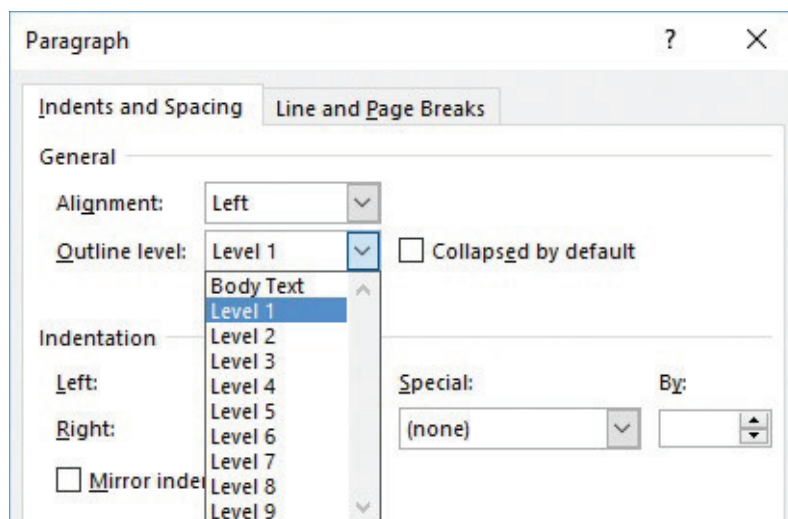 Paragraph ?
Indents and Spacing Line and Page Breaks
General
Alignment: Left
Outline level: Level 1 Collapsed by default
Body Text
Level 1
Level 2
Indentation
Level 3
Left: Level 4 Special: By:
Level 5
Right: Level 6 (none)
Level 7
Mirror inde Level 8
Level 9